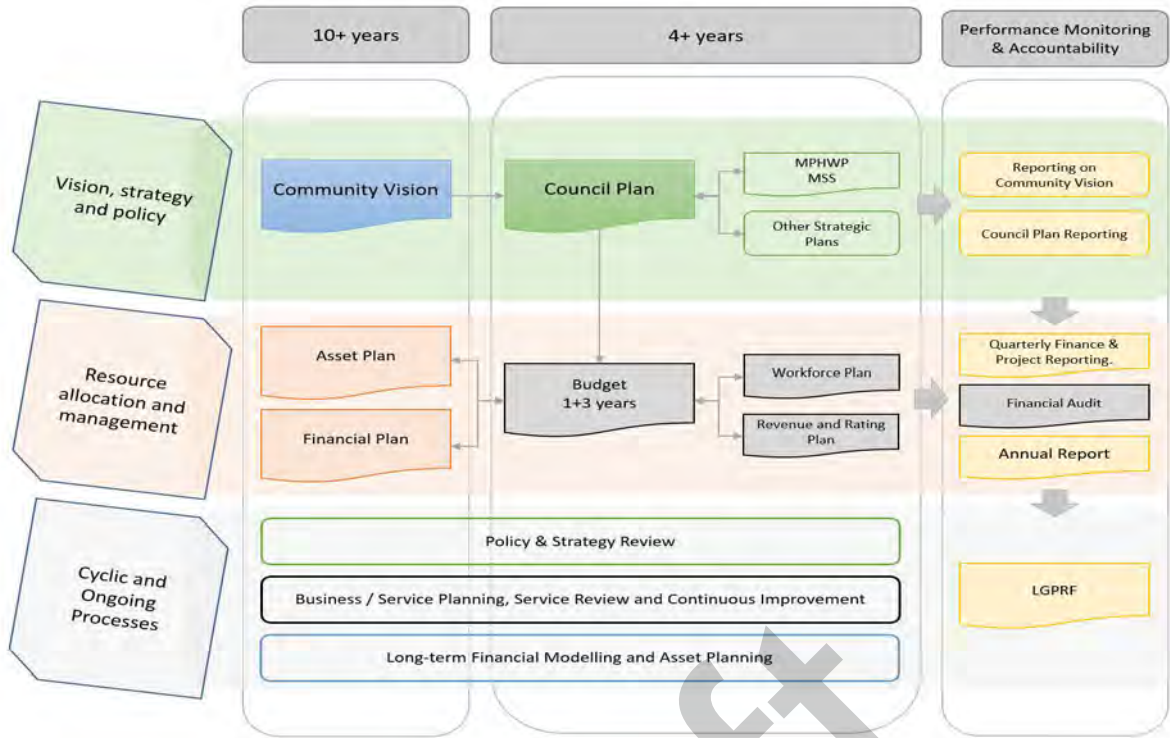 10+ years
4+ years
Performance Monitoring
& Accountability
Vision, strategy
and policy
Community Vision
Council Plan
MPHWP
MSS
Other Strategic
Plans
Reporting on
Community Vision
Council Plan Reporting
Resource
allocation and
management
Asset Plan
Financial Plan
Budget
1+3 years
Workforce Plan
Revenue and Rating
Plan
Quarterly Finance &
Project Reporting.
Financial Audit
Annual Report
Cyclic and
Ongoing
Processes
Policy & Strategy Review
Business / Service Planning, Service Review and Continuous Improvement
Long-term Financial Modelling and Asset Planning
LGPRF